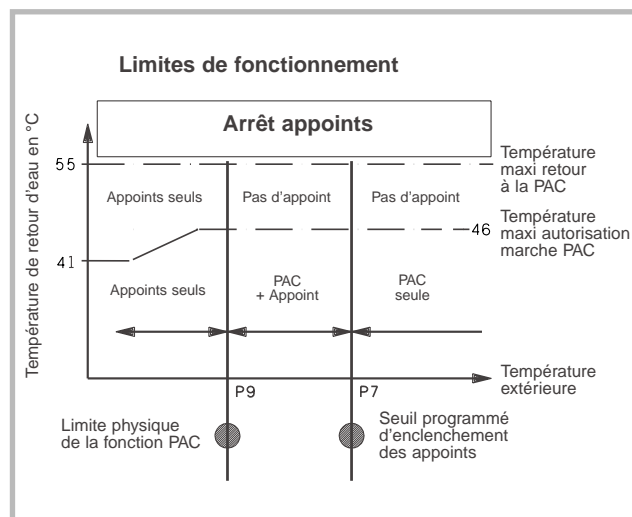 Limites de fonctionnement
Arrêt appoints
Température de retour d'eau en °C
55
Température
maxi retour
à la PAC
Appoints seuls
Pas d'appoint
Pas d'appoint
46
Température
maxi autorisation
marche PAC
41
Appoints seuls
PAC
+ Appoint
PAC
seule
Température
extérieure
P9
P7
Limite physique
de la fonction PAC
Seuil programmé
d'enclenchement
des appoints